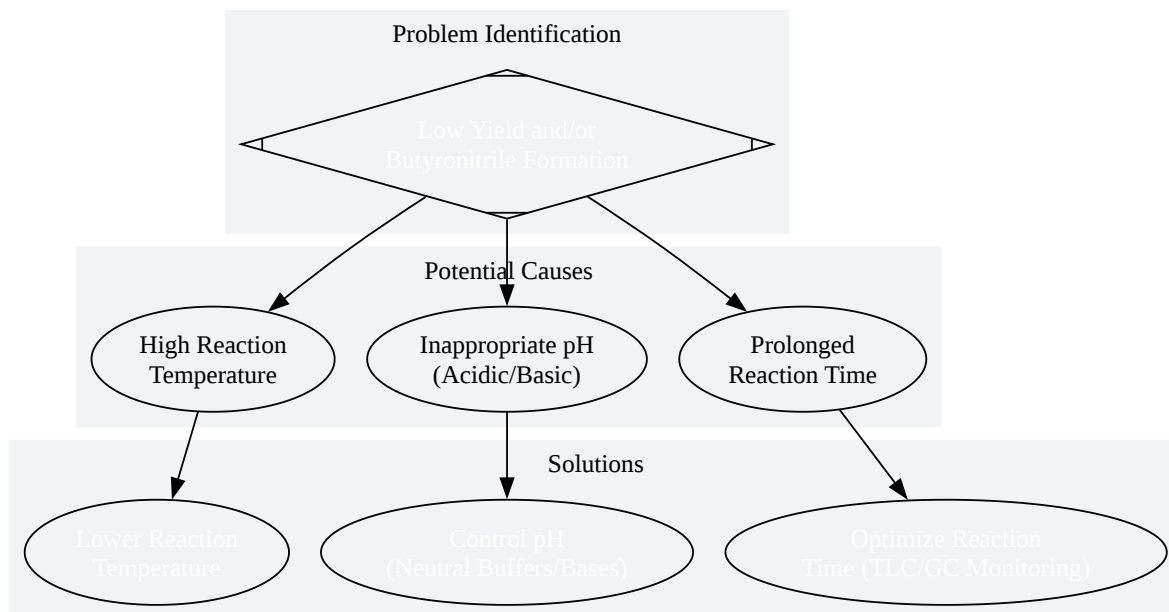 Problem Identification
Low Yield and/or
Butyronitrile Formation
Potential Causes
High Reaction
Temperature
Inappropriate pH
(Acidic/Basic)
Prolonged
Reaction Time
Solutions
Lower Reaction
Temperature
Control pH
(Neutral Buffers/Bases)
Optimize Reaction
Time (TLC/GC Monitoring)